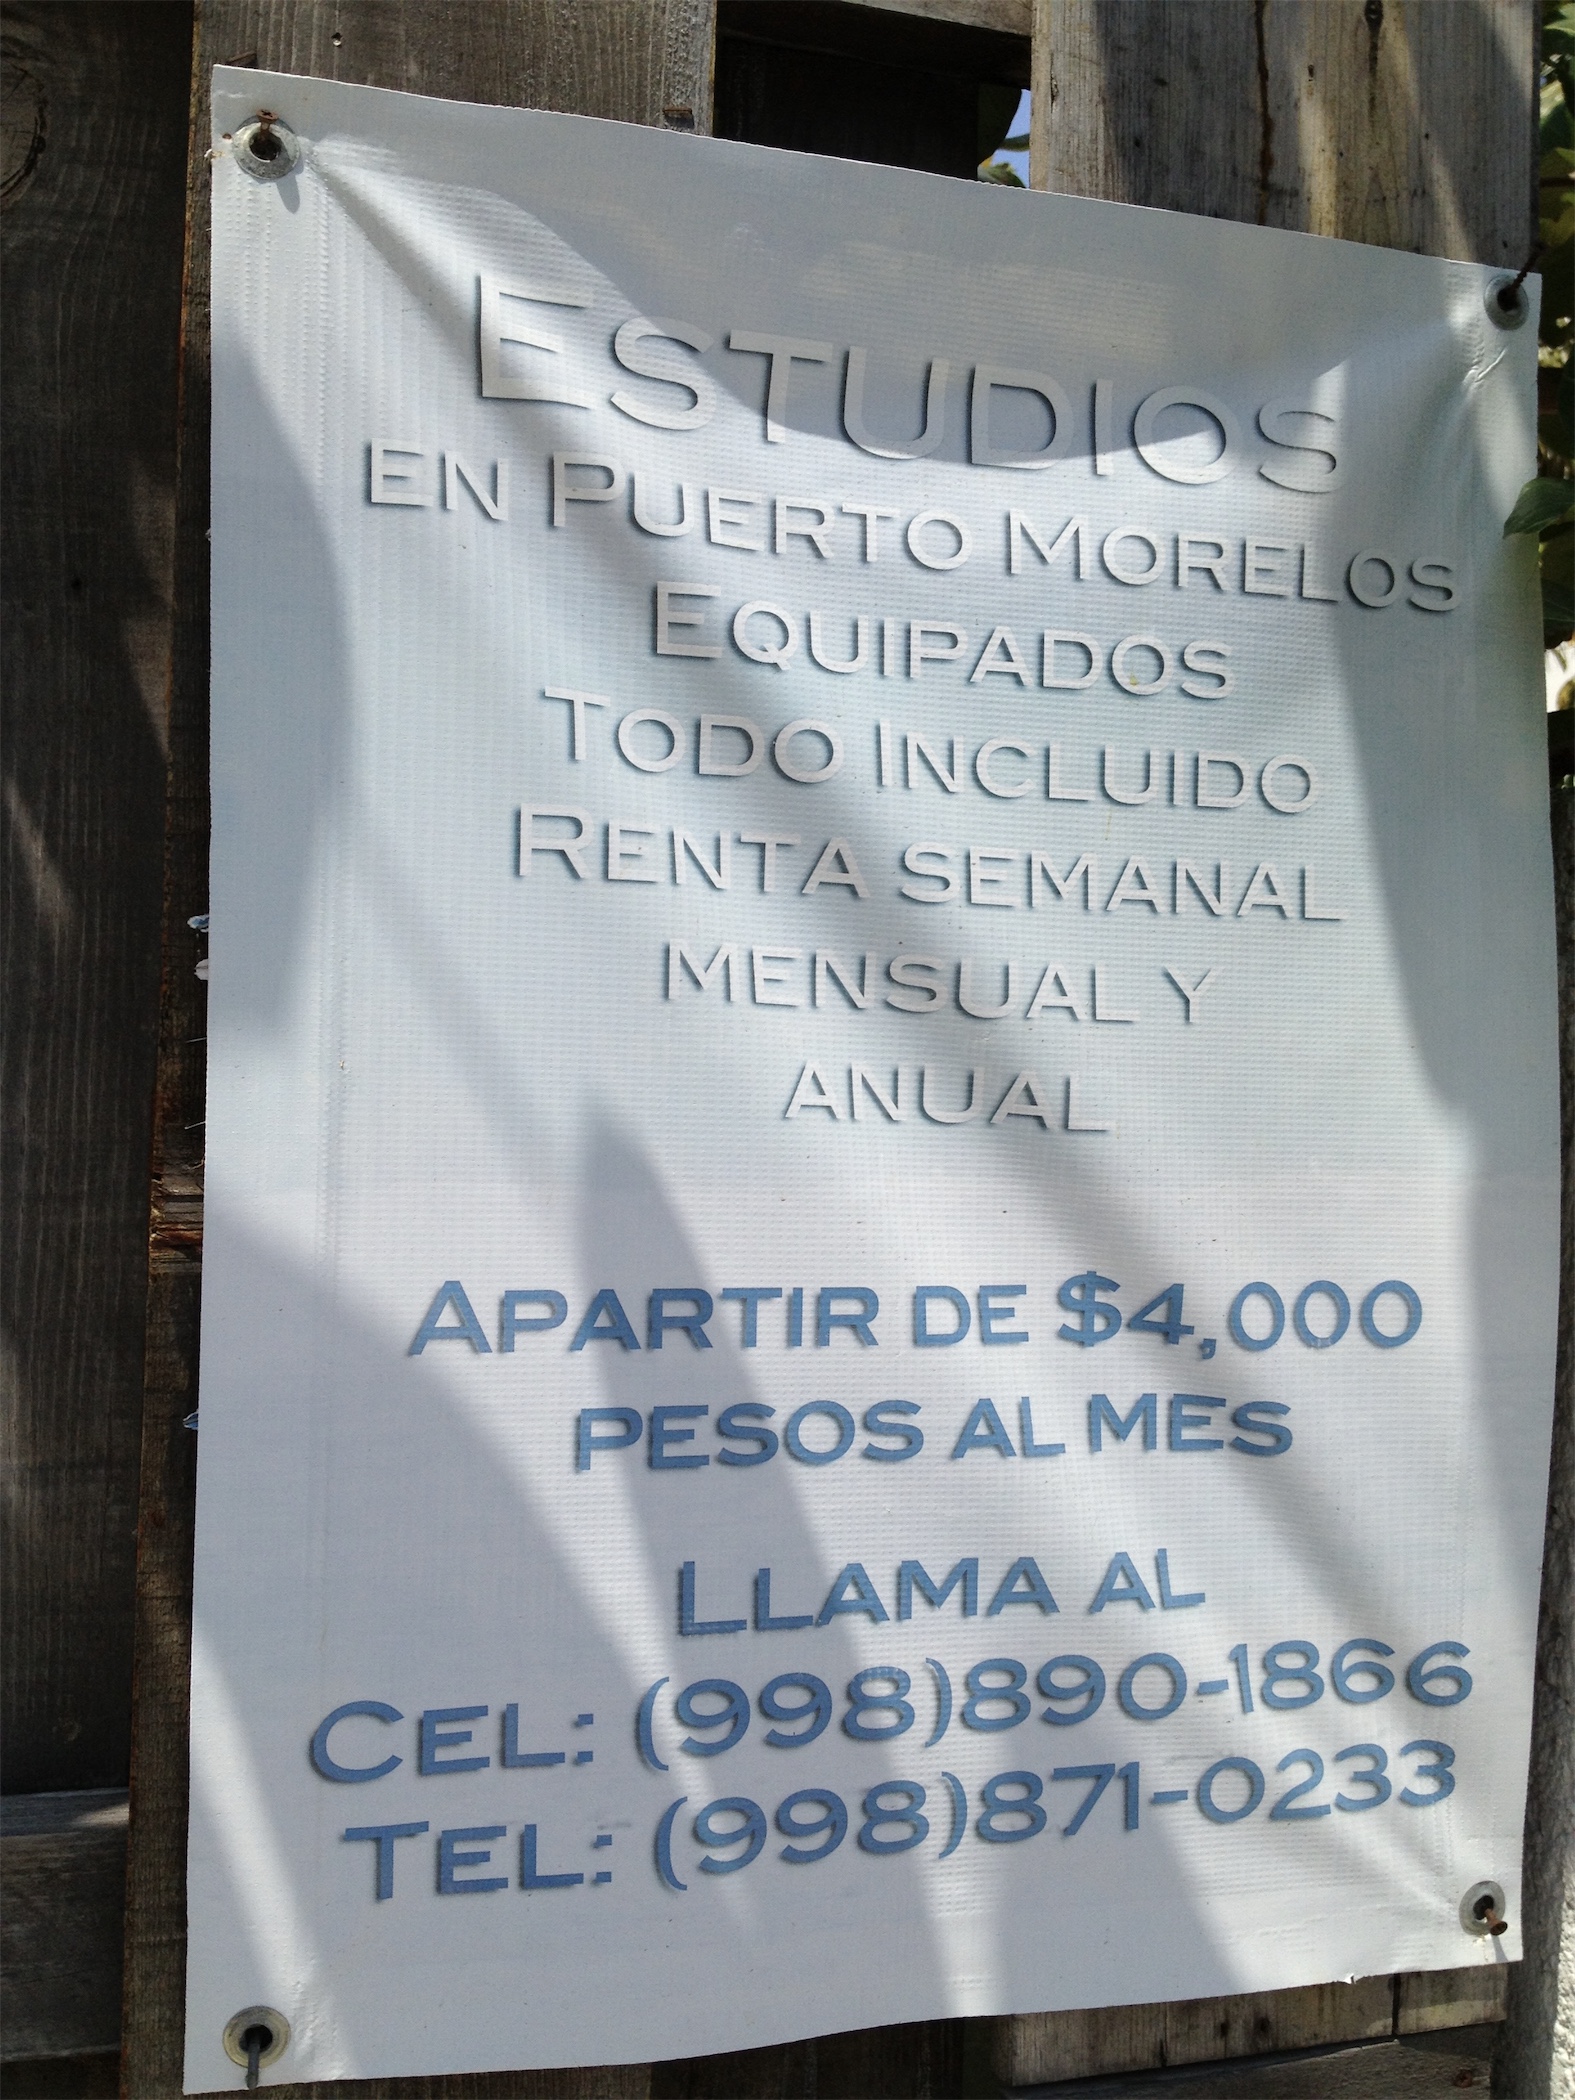 ESTUDIOS
EN PUERTO MORELOS
EQUIPADOS
TODO INCLUIDO
RENTA SEMANAL
MENSUAL Y
ANUAL
APARTIR DE $4,000
PESOS AL MES
LLAMA AL
CEL: (998)890-1866
TEL: (998)871-0233